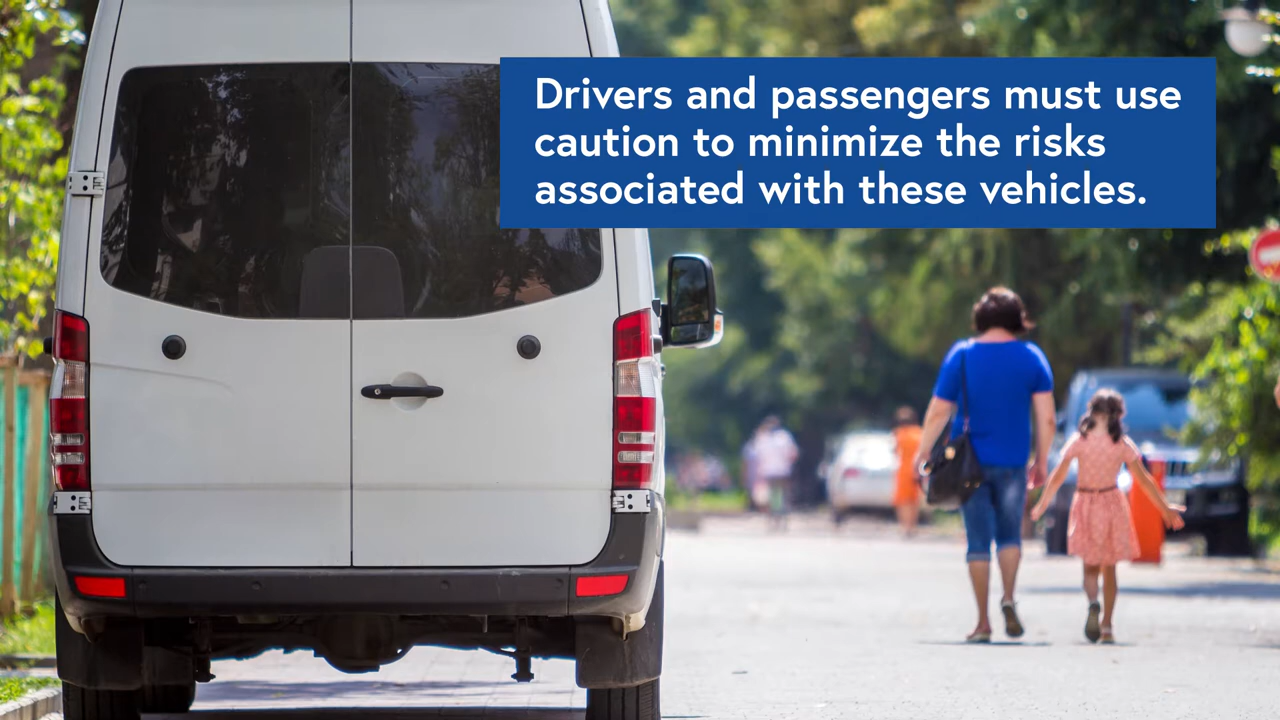 Drivers and passengers must use
caution to minimize the risks
associated with these vehicles.